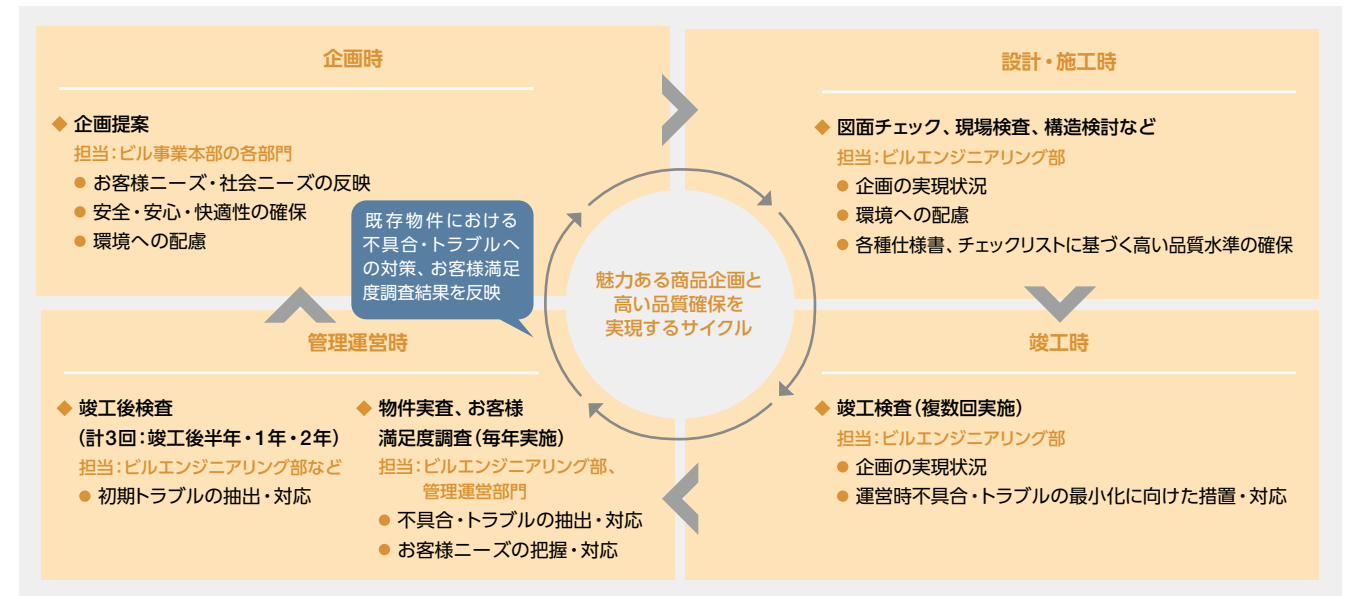 企画時
◆ 企画提案
担当：ビル事業本部の各部門
● お客様ニーズ・社会ニーズの反映
● 安全・安心・快適性の確保
● 環境への配慮
設計・施工時
◆ 図面チェック、現場検査、構造検討など
担当：ビルエンジニアリング部
● 企画の実現状況
● 環境への配慮
● 各種仕様書、チェックリストに基づく高い品質水準の確保
既存物件における
不具合・トラブルへ
の対策、お客様満足
度調査結果を反映
魅力ある商品企画と
高い品質確保を
実現するサイクル
管理運営時
◆ 竣工後検査
（計3回：竣工後半年・1年・2年）
担当：ビルエンジニアリング部など
● 初期トラブルの抽出・対応
◆ 物件実査、お客様
満足度調査（毎年実施）
担当：ビルエンジニアリング部、
管理運営部門
● 不具合・トラブルの抽出・対応
● お客様ニーズの把握・対応
竣工時
◆ 竣工検査（複数回実施）
担当：ビルエンジニアリング部
● 企画の実現状況
● 運営時不具合・トラブルの最小化に向けた措置・対応